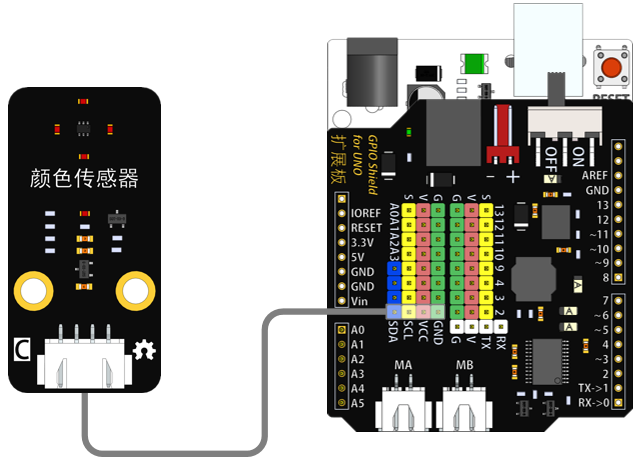 颜色传感器
C
RESET
GPIO Shield
for UNO
扩展板
- +
OFF
ON
IOREF
RESET
3.3V
5V
GND
GND
Vin
A0
A1
A2
A3
A4
A5
S V G G V S
A0
A1
A2
A3
13
12
11
10
9
4
3
2
SDA
SCL
VCC
GND
G
V
TX
RX
MA
MB
AREF
GND
13
12
~11
~10
~9
8
7
~6
~5
4
~3
2
TX->1
RX->0
A
A
A
A